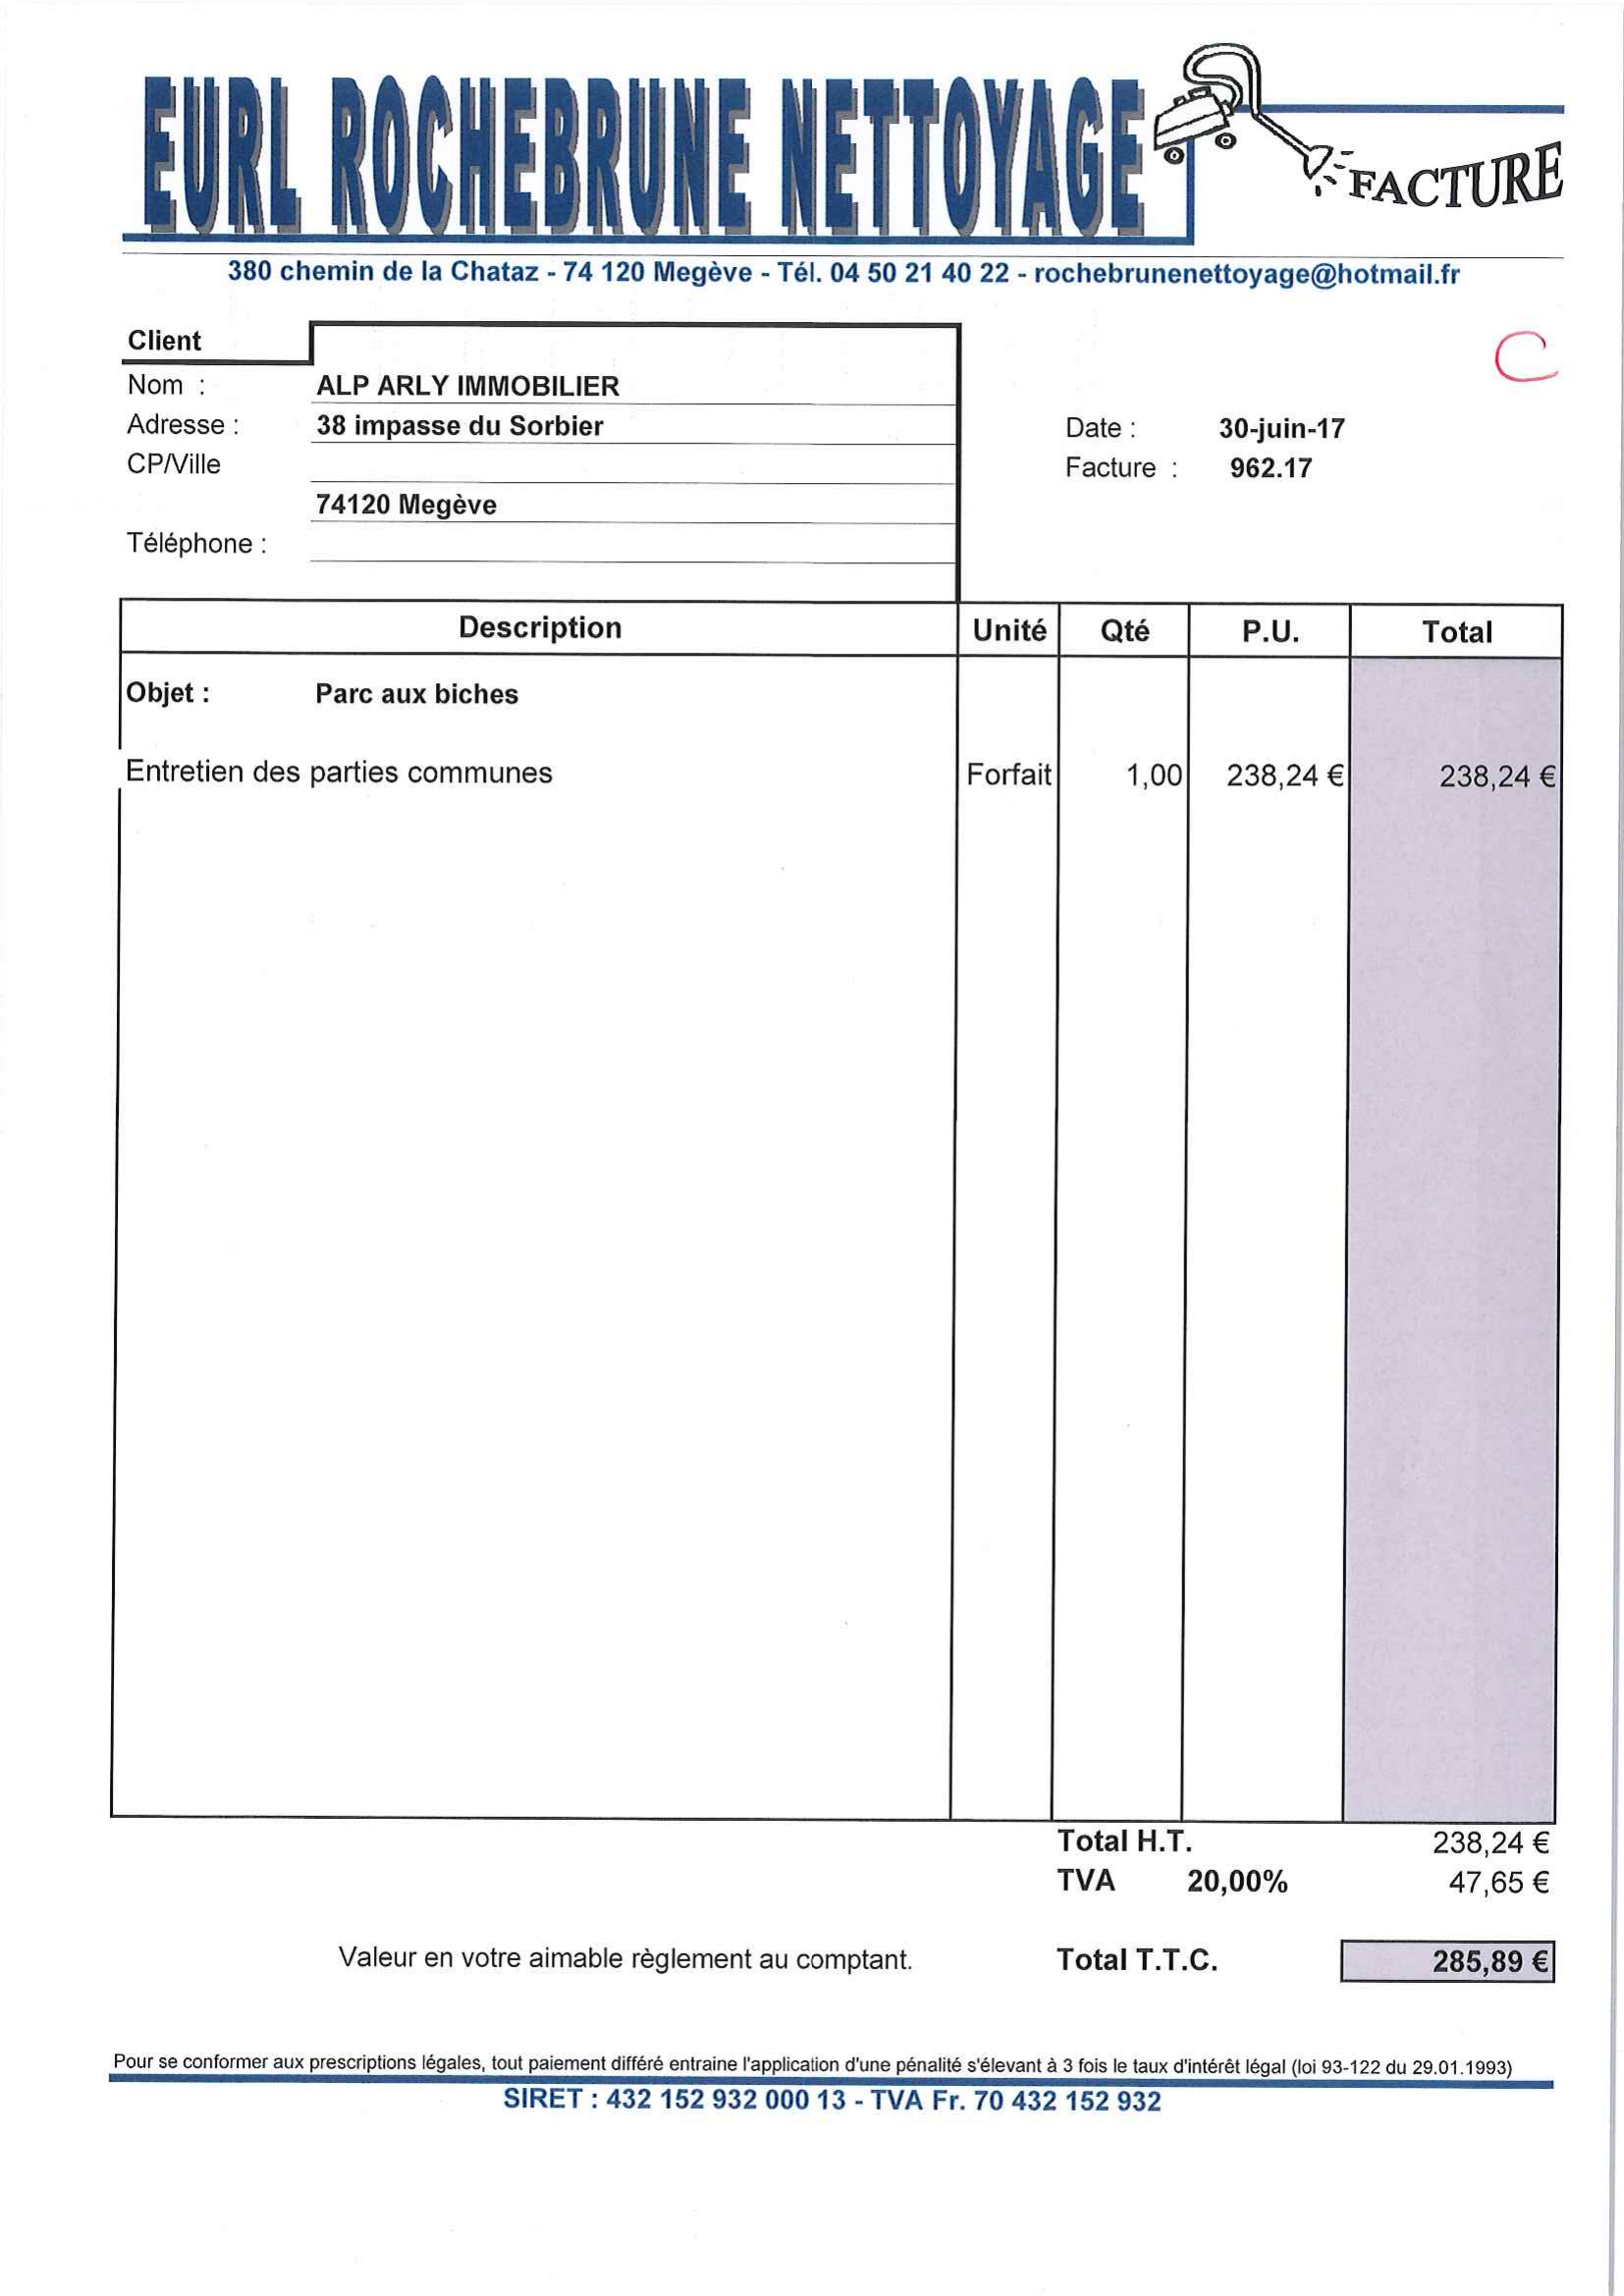 EURL ROCHEBRUNE NETTOYAGE
FACTURE
380 chemin de la Chataz - 74 120 Megève - Tél. 04 50 21 40 22 - rochebrunenettoyage@hotmail.fr
C
Client
Nom : ALP ARLY IMMOBILIER
Adresse : 38 impasse du Sorbier
Date : 30-juin-17
CP/Ville
Facture : 962.17
74120 Megève
Téléphone :
Description Unité Qté P.U. Total
Objet : Parc aux biches
Entretien des parties communes Forfait 1,00 238,24 € 238,24 €
Total H.T. 238,24 €
TVA 20,00% 47,65 €
Valeur en votre aimable règlement au comptant. Total T.T.C. 285,89 €
Pour se conformer aux prescriptions légales, tout paiement différé entraine l'application d'une pénalité s'élevant à 3 fois le taux d'intérêt légal (loi 93-122 du 29.01.1993)
SIRET : 432 152 932 000 13 - TVA Fr. 70 432 152 932